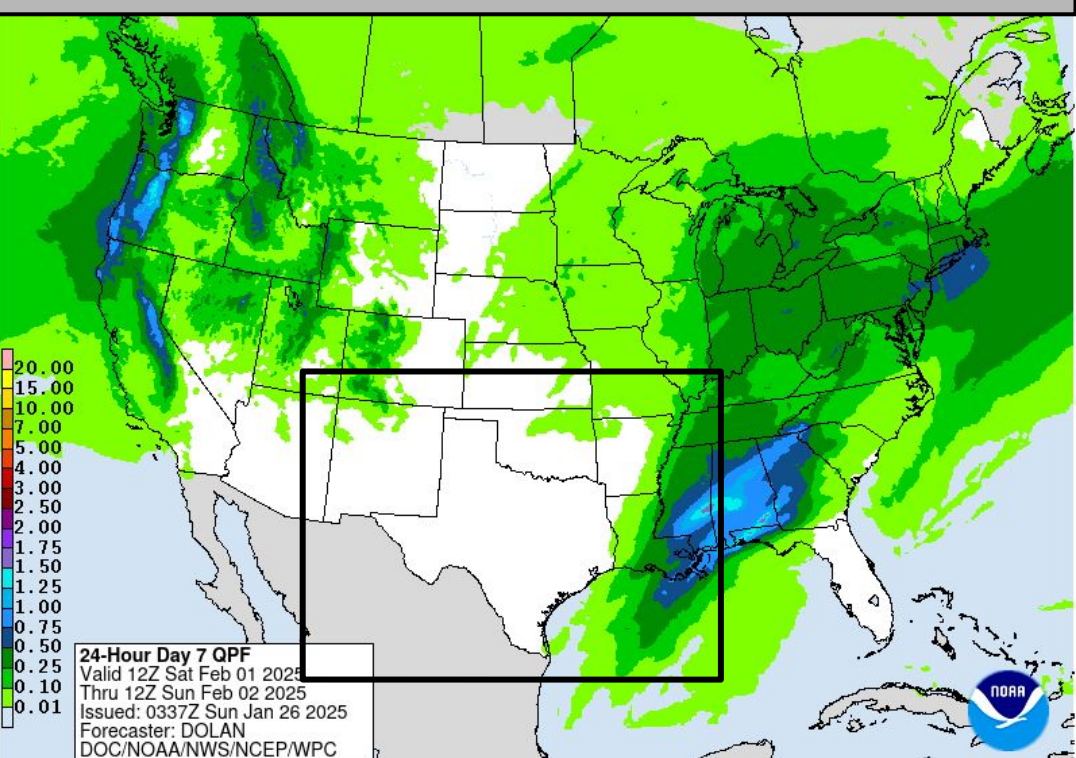 20.00
15.00
10.00
7.00
5.00
4.00
3.00
2.50
2.00
1.75
1.50
1.25
1.00
0.75
0.50
0.25
0.10
0.01
24-Hour Day 7 QPF
Valid 12Z Sat Feb 01 2025
Thru 12Z Sun Feb 02 2025
Issued: 0337Z Sun Jan 26 2025
Forecaster: DOLAN
DOC/NOAA/NWS/NCEP/WPC
NOAA